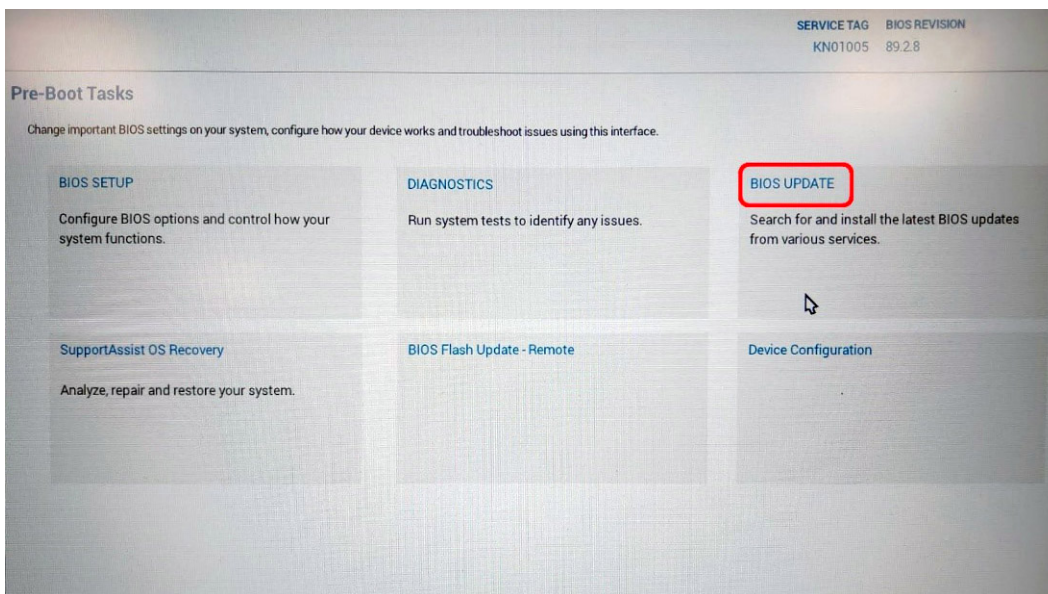 SERVICE TAG BIOS REVISION
KN01005 89.2.8
Pre-Boot Tasks
Change important BIOS settings on your system, configure how your device works and troubleshoot issues using this interface.
BIOS SETUP
Configure BIOS options and control how your
system functions.
DIAGNOSTICS
Run system tests to identify any issues.
BIOS UPDATE
Search for and install the latest BIOS updates
from various services.
SupportAssist OS Recovery
Analyze, repair and restore your system.
BIOS Flash Update - Remote
Device Configuration